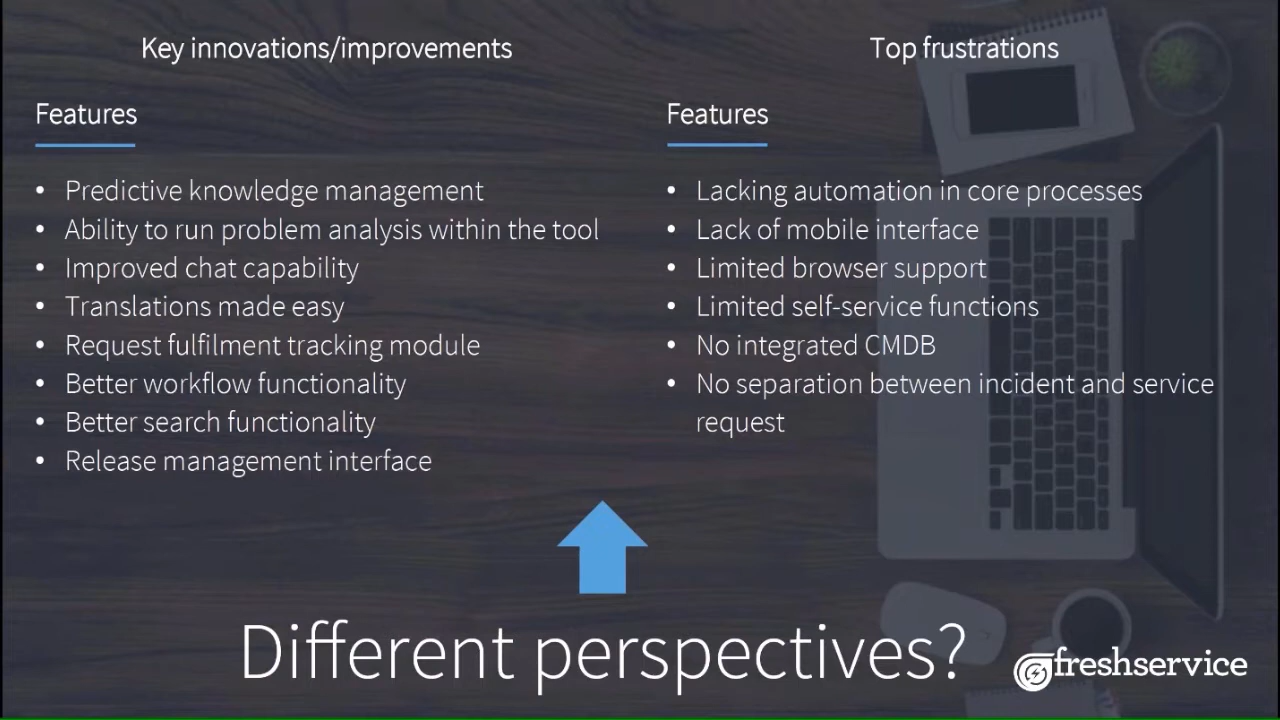 Key innovations/improvements
Features
• Predictive knowledge management
• Ability to run problem analysis within the tool
• Improved chat capability
• Translations made easy
• Request fulfilment tracking module
• Better workflow functionality
• Better search functionality
• Release management interface
Top frustrations
Features
• Lacking automation in core processes
• Lack of mobile interface
• Limited browser support
• Limited self-service functions
• No integrated CMDB
• No separation between incident and service
request
Different perspectives?
freshservice